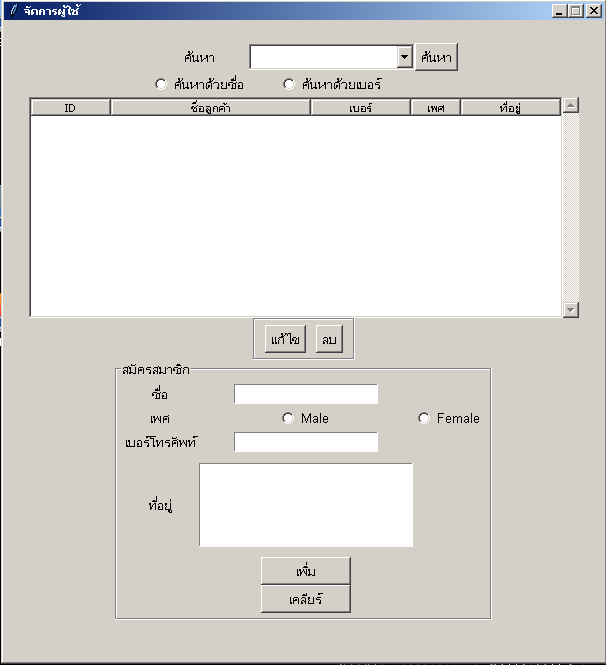 จัดการผู้ใช้
ค้นหา ค้นหา
ค้นหาด้วยชื่อ ค้นหาด้วยเบอร์
ID ชื่อลูกค้า เบอร์ เพศ ที่อยู่
แก้ไข ลบ
สมัครสมาชิก
ชื่อ
เพศ Male Female
เบอร์โทรศัพท์
ที่อยู่
เพิ่ม
เคลียร์